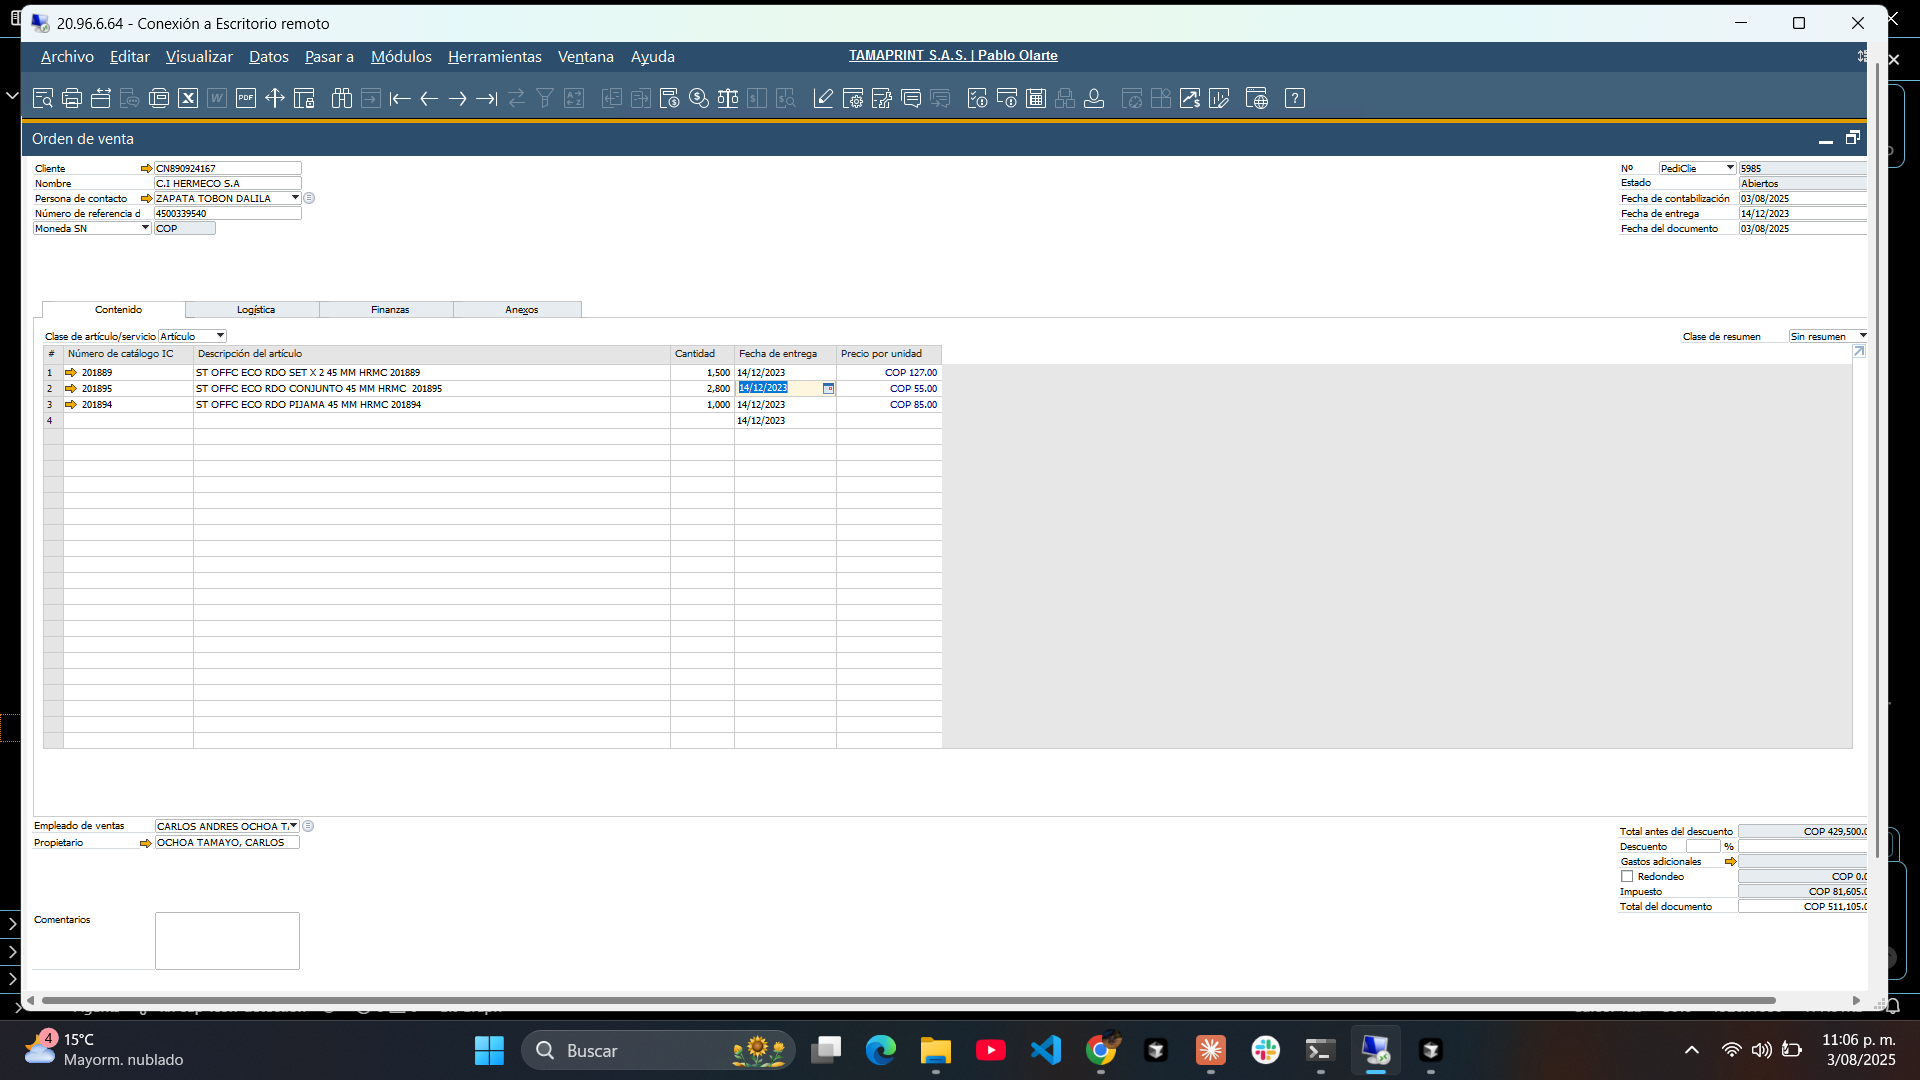 20.96.6.64 - Conexión a Escritorio remoto
Archivo Editar Visualizar Datos Pasar a Módulos Herramientas Ventana Ayuda
TAMAPRINT S.A.S. | Pablo Olarte
Orden de venta
Cliente CN890924167
Nombre C.I HERMECO S.A
Persona de contacto ZAPATA TOBON DALILA
Número de referencia d 4500339540
Moneda SN COP
Nº PediClie 5985
Estado Abiertos
Fecha de contabilización 03/08/2025
Fecha de entrega 14/12/2023
Fecha del documento 03/08/2025
Contenido Logística Finanzas Anexos
Clase de artículo/servicio Artículo
Clase de resumen Sin resumen
# Número de catálogo IC Descripción del artículo Cantidad Fecha de entrega Precio por unidad
1 201889 ST OFFC ECO RDO SET X 2 45 MM HRMC 201889 1,500 14/12/2023 COP 127.00
2 201895 ST OFFC ECO RDO CONJUNTO 45 MM HRMC 201895 2,800 14/12/2023 COP 55.00
3 201894 ST OFFC ECO RDO PIJAMA 45 MM HRMC 201894 1,000 14/12/2023 COP 85.00
4 14/12/2023
Empleado de ventas CARLOS ANDRES OCHOA T
Propietario OCHOA TAMAYO, CARLOS
Total antes del descuento COP 429,500.0
Descuento %
Gastos adicionales
Redondeo COP 0.0
Impuesto COP 81,605.0
Total del documento COP 511,105.0
Comentarios
4
15°C
Mayorm. nublado
Buscar
11:06 p. m.
3/08/2025